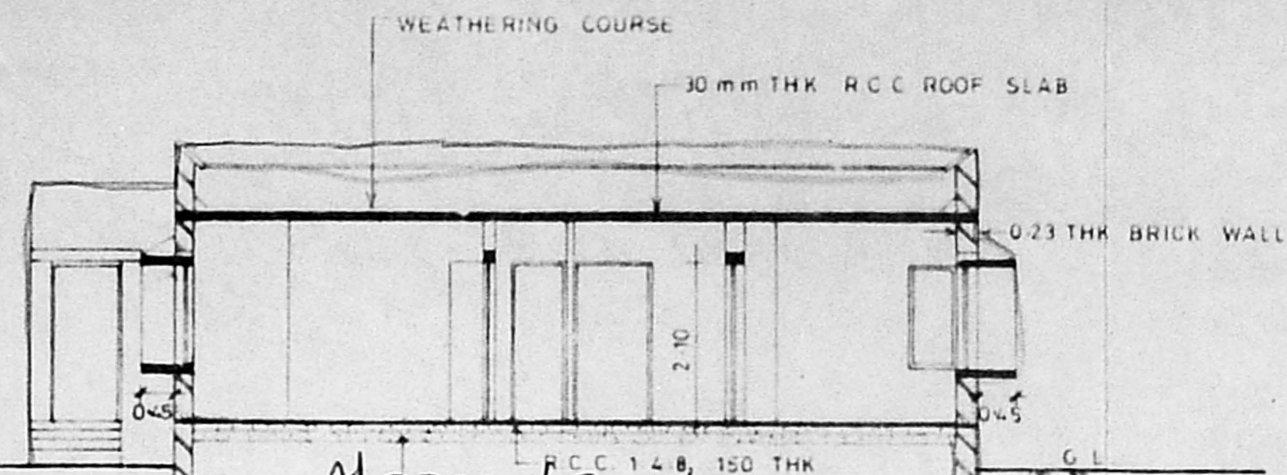 WEATHERING COURSE
30 mm THK R C C ROOF SLAB
0.23 THK BRICK WALL
2.10
0.45
0.45
R.C.C. 1 4 8, 150 THK
G L